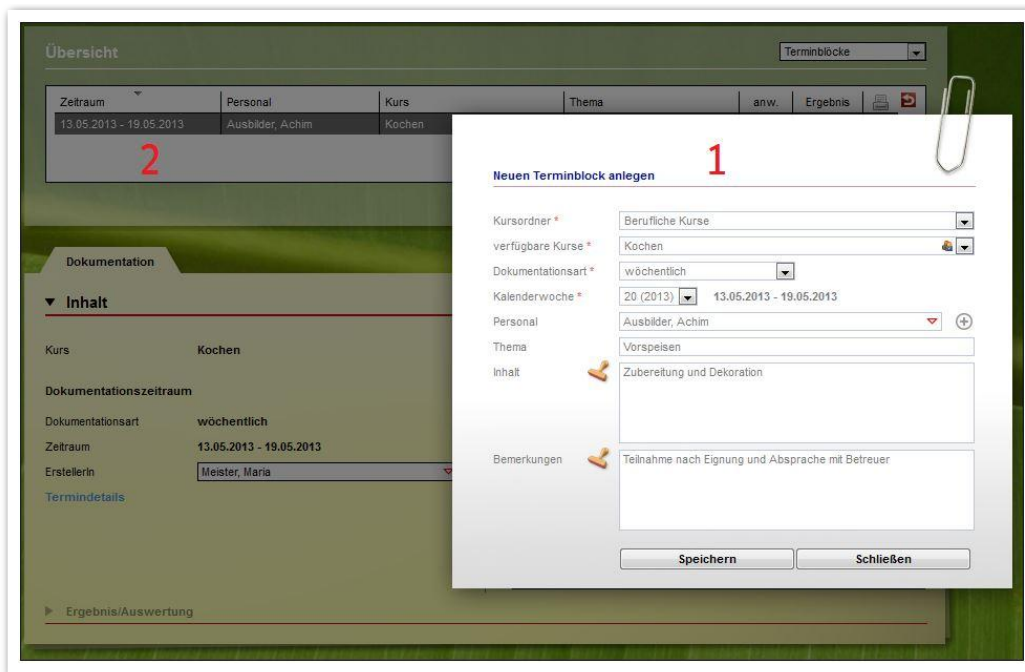 Übersicht
Terminblöcke
Zeitraum Personal Kurs Thema anw. Ergebnis
13.05.2013 - 19.05.2013 Ausbilder, Achim Kochen
2
1
Neuen Terminblock anlegen
Kursordner * Berufliche Kurse
verfügbare Kurse * Kochen
Dokumentationsart * wöchentlich
Kalenderwoche * 20 (2013) 13.05.2013 - 19.05.2013
Personal Ausbilder, Achim
Thema Vorspeisen
Inhalt Zubereitung und Dekoration
Bemerkungen Teilnahme nach Eignung und Absprache mit Betreuer
Speichern Schließen
Dokumentation
Inhalt
Kurs Kochen
Dokumentationszeitraum
Dokumentationsart wöchentlich
Zeitraum 13.05.2013 - 19.05.2013
ErstellerIn Meister, Maria
Termindetails
Ergebnis/Auswertung